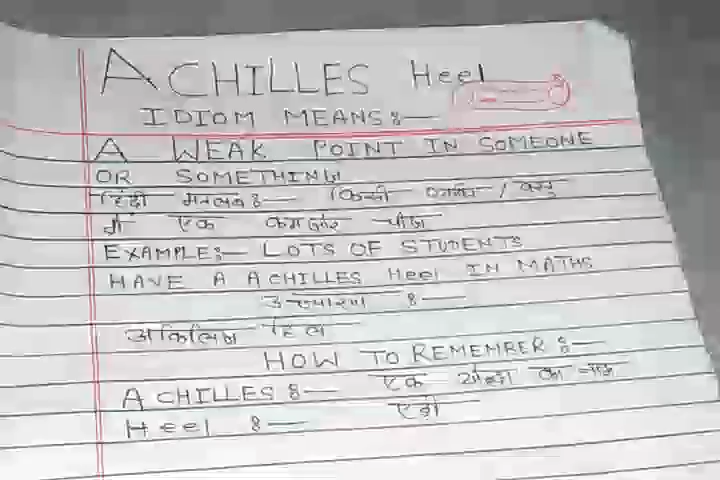 ACHILLES Heel
IDIOM MEANS:—
A WEAK POINT IN SOMEONE
OR SOMETHING
हिंदी मतलब:— किसी व्यक्ति / वस्तु
में एक कमजोर चीज
EXAMPLE:— LOTS OF STUDENTS
HAVE A ACHILLES Heel IN MATHS
उच्चारण :—
अकिलिज हिल
HOW TO REMEMBER:—
ACHILLES:— एक योद्धा का नाम
Heel :— एड़ी